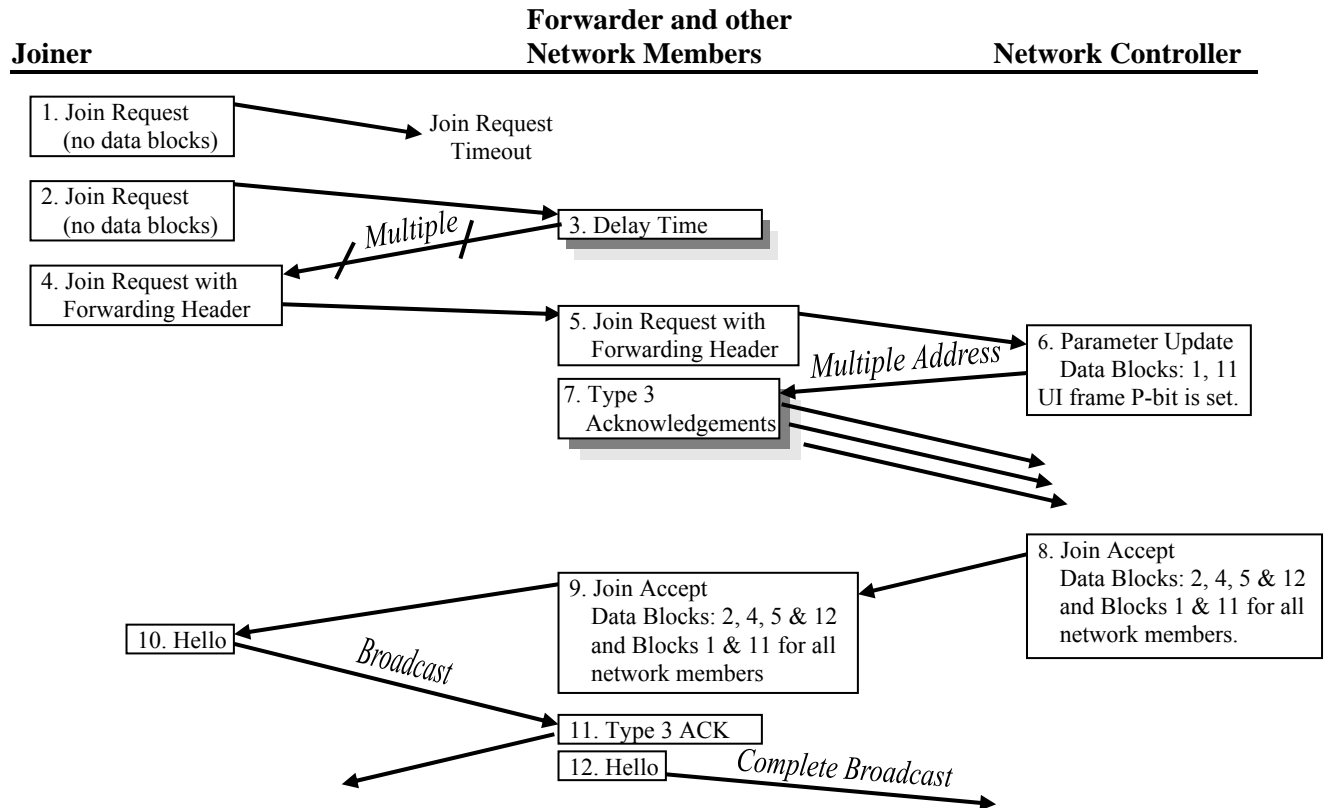 Forwarder and other
Joiner
Network Members
Network Controller
1. Join Request
(no data blocks)
Join Request
Timeout
2. Join Request
(no data blocks)
Multiple
3. Delay Time
4. Join Request with
Forwarding Header
5. Join Request with
Forwarding Header
Multiple Address
6. Parameter Update
Data Blocks: 1, 11
UI frame P-bit is set.
7. Type 3
Acknowledgements
8. Join Accept
Data Blocks: 2, 4, 5 & 12
and Blocks 1 & 11 for all
network members.
9. Join Accept
Data Blocks: 2, 4, 5 & 12
and Blocks 1 & 11 for all
network members
10. Hello
Broadcast
11. Type 3 ACK
12. Hello
Complete Broadcast